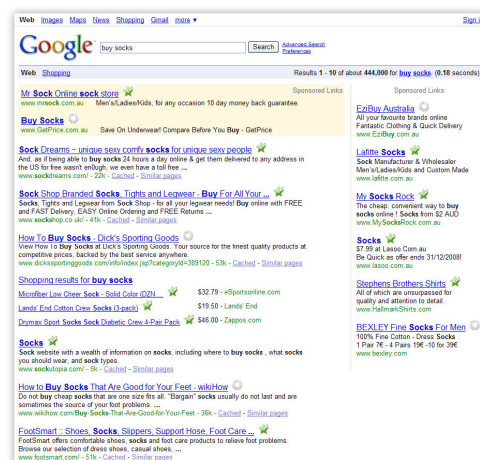 Web Images Maps News Shopping Gmail more ▼
Sign i
Google
buy socks
Search
Advanced Search
Preferences
Web Shopping
Results 1 - 10 of about 444,000 for buy socks (0.18 seconds)
Mr Sock Online sock store
Sponsored Links
www.mrsock.com.au Men's/Ladies/Kids, for any occasion 10 day money back guarantee.
Buy Socks
www.GetPrice.com.au Save On Underwear! Compare Before You Buy - GetPrice
Sock Dreams ~ unique sexy comfy socks for unique sexy people
And, as if being able to buy socks 24 hours a day online & get them delivered to any address in
the US for free wasn't en0ugh, we even have a toll free ...
www.sockdreams.com/ - 22k - Cached - Similar pages
Sock Shop Branded Socks, Tights and Legwear - Buy For All Your ...
Socks, Tights and Legwear from Sock Shop - for all your legwear needs! Buy online with FREE
and FAST Delivery, EASY Online Ordering and FREE Returns ...
www.sockshop.co.uk/ - 41k - Cached - Similar pages
How To Buy Socks - Dick's Sporting Goods
View How To Buy Socks at Dick's Sporting Goods. Your source for the finest quality products at
competitive prices, backed by the best service anywhere.
www.dickssportinggoods.com/info/index.jsp?categoryId=389120 - 53k - Cached - Similar pages
Shopping results for buy socks
Microfiber Low Cheer Sock - Solid Color /DZN ... $32.79 - eSportsonline.com
Lands' End Cotton Crew Socks (3-pack) $19.50 - Lands' End
Drymax Sport Socks Sock Diabetic Crew 4-Pair Pack $46.00 - Zappos.com
Socks
Sock website with a wealth of information on socks, including where to buy socks , what socks
you should wear, and sock types.
www.sockutopia.com/ - 5k - Cached - Similar pages
How to Buy Socks That Are Good for Your Feet - wikiHow
Do not buy cheap socks that are one size fits all. "Bargain" socks usually do not last and are
sometimes the source of your foot problems. ...
www.wikihow.com/Buy-Socks-That-Are-Good-for-Your-Feet - 36k - Cached - Similar pages
FootSmart :: Shoes, Socks, Slippers, Support Hose, Foot Care ...
FootSmart offers comfortable shoes, socks and foot care products to relieve foot problems.
Browse our selection of dress shoes, casual shoes, ...
www.footsmart.com/ - 51k - Cached - Similar pages
Sponsored Links
EziBuy Australia
All your favourite brands online
Fantastic Clothing & Quick Delivery
www.EziBuy.com.au
Lafitte Socks
Sock Manufacturer & Wholesaler
Men's/Ladies/Kids and Custom Made
www.lafitte.com.au
My Socks Rock
The cheap, convenient way to buy
socks online ! Socks from $2 AUD
www.MySocksRock.com.au
Socks
$7.99 at Lasoo.Com.au
Be Quick as offer ends 31/12/2008!
www.lasoo.com.au
Stephens Brothers Shirts
All of which are unsurpassed for
quality and attention to detail.
www.HallmarkShirts.com
BEXLEY Fine Socks For Men
100% Fine Cotton - Dress Socks
1 Pair 7€ - 4 Pairs 19€ -10 for 39€
www.bexley.com